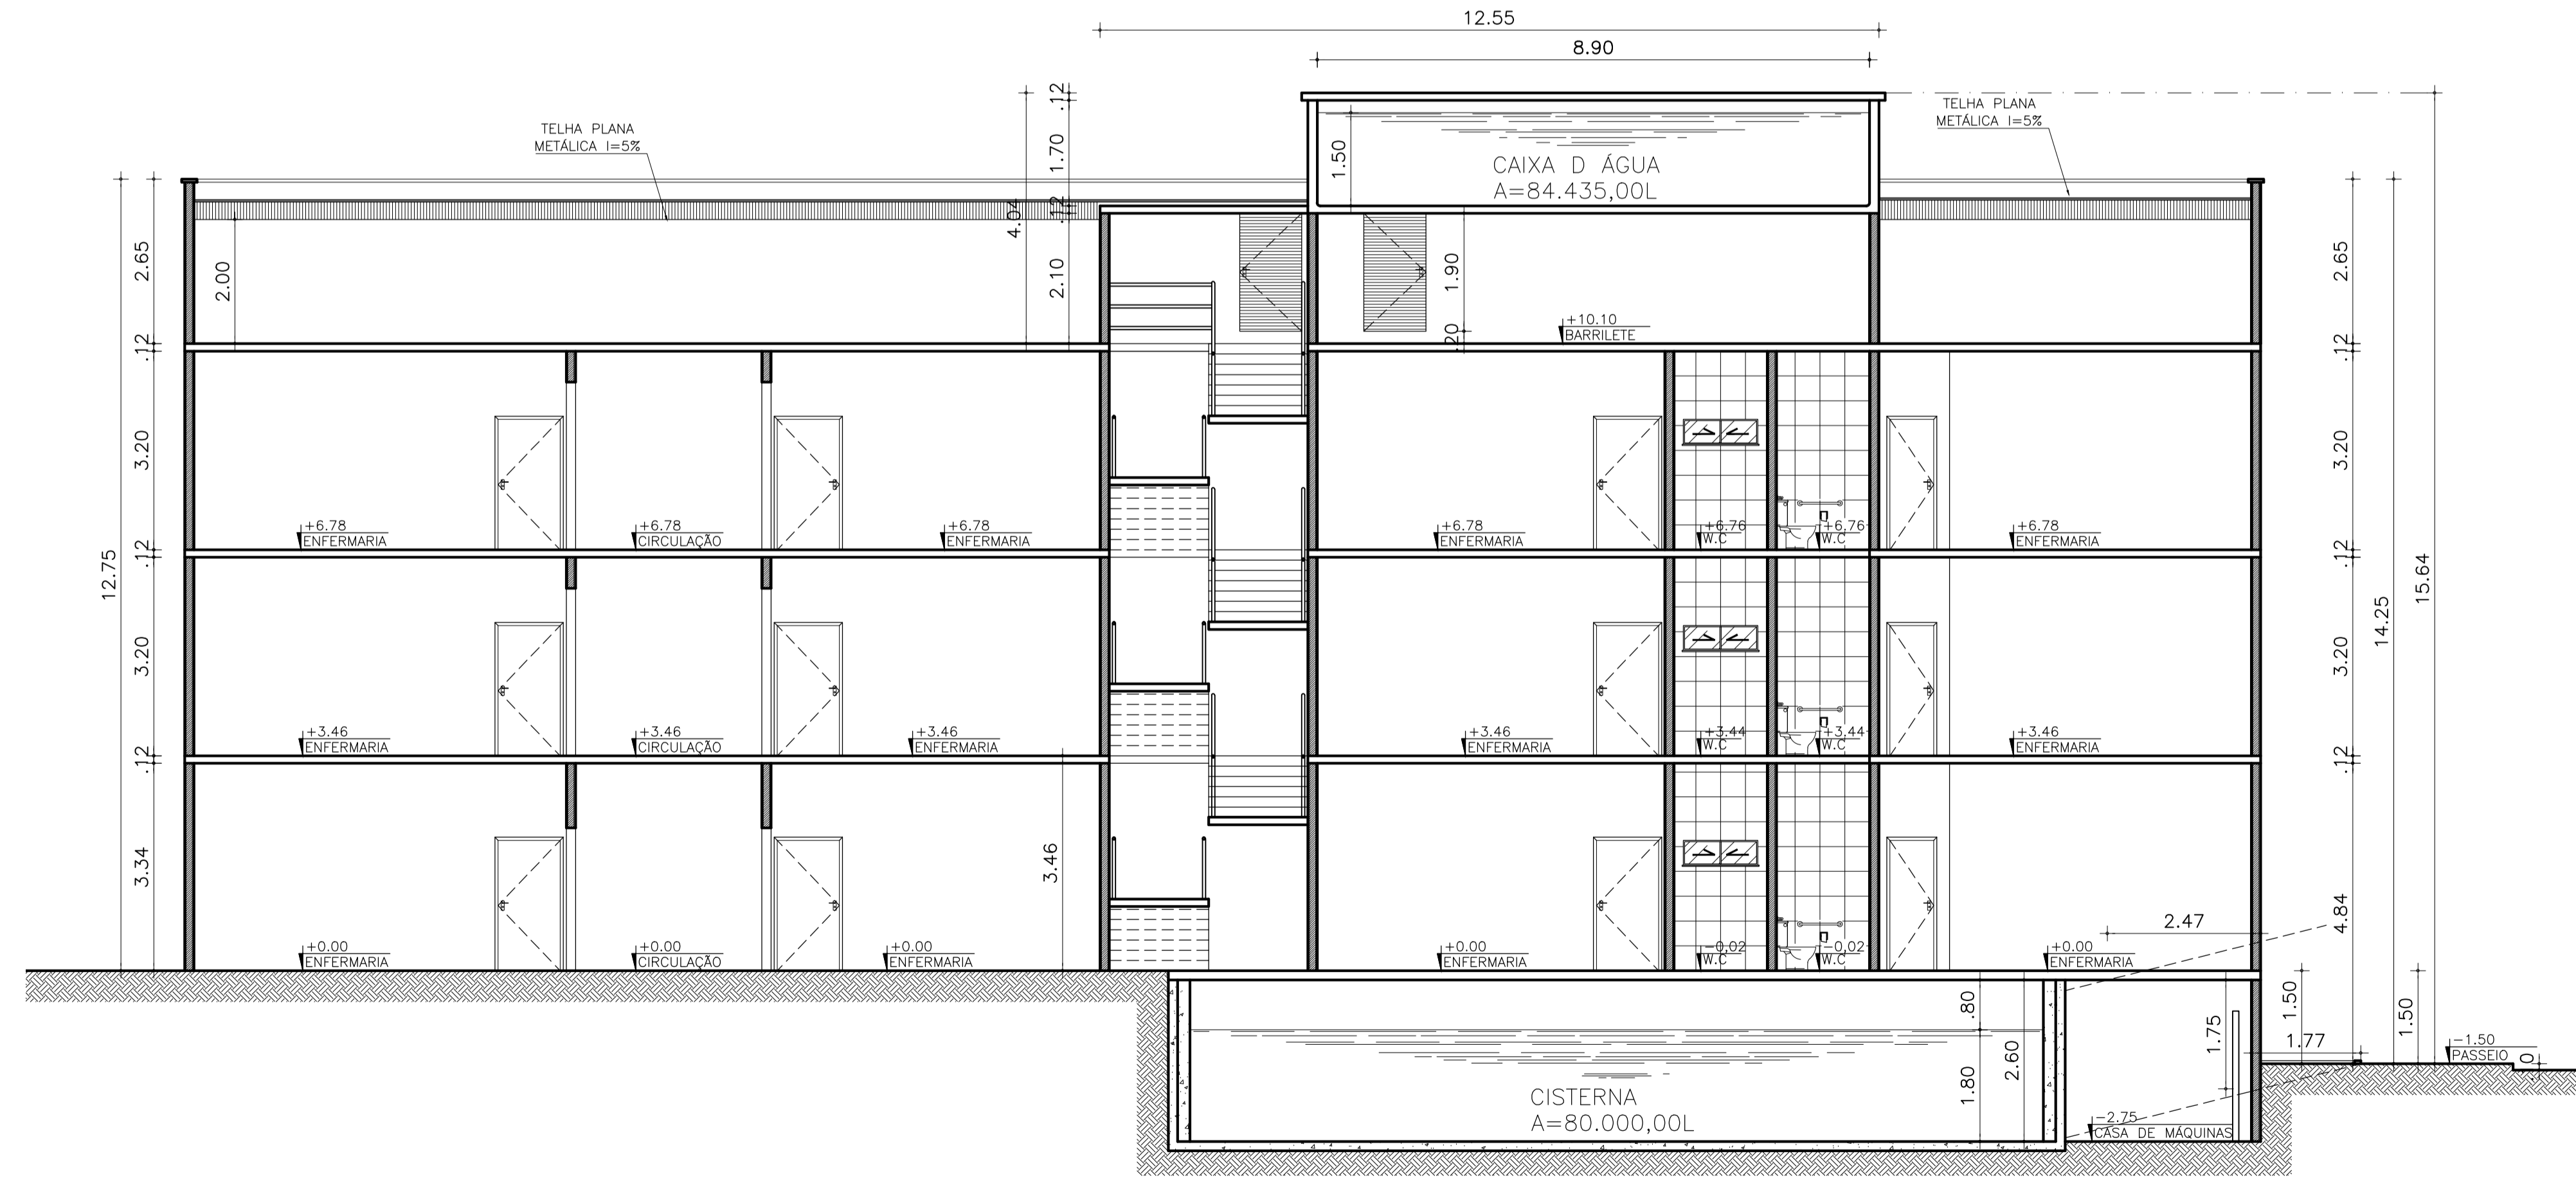 12.55
8.90
.12
1.70
.12
4.04
2.10
TELHA PLANA
METÁLICA I=5%
TELHA PLANA
METÁLICA I=5%
1.50
CAIXA D ÁGUA
A=84.435,00L
2.65
2.00
1.90
.20
+10.10
BARRILETE
2.65
.12
.12
3.20
3.20
+6.78
ENFERMARIA
+6.78
CIRCULAÇÃO
+6.78
ENFERMARIA
+6.78
ENFERMARIA
+6.76
W.C
+6.76
W.C
+6.78
ENFERMARIA
.12
.12
12.75
15.64
14.25
3.20
3.20
+3.46
ENFERMARIA
+3.46
CIRCULAÇÃO
+3.46
ENFERMARIA
+3.46
ENFERMARIA
+3.44
W.C
+3.44
W.C
+3.46
ENFERMARIA
.12
.12
3.34
3.46
4.84
2.47
+0.00
ENFERMARIA
+0.00
CIRCULAÇÃO
+0.00
ENFERMARIA
+0.00
ENFERMARIA
-0,02
W.C
-0,02
W.C
+0.00
ENFERMARIA
.80
1.80
2.60
1.75
1.50
1.50
1.77
-1.50
PASSEIO
CISTERNA
A=80.000,00L
-2.75
CASA DE MÁQUINAS